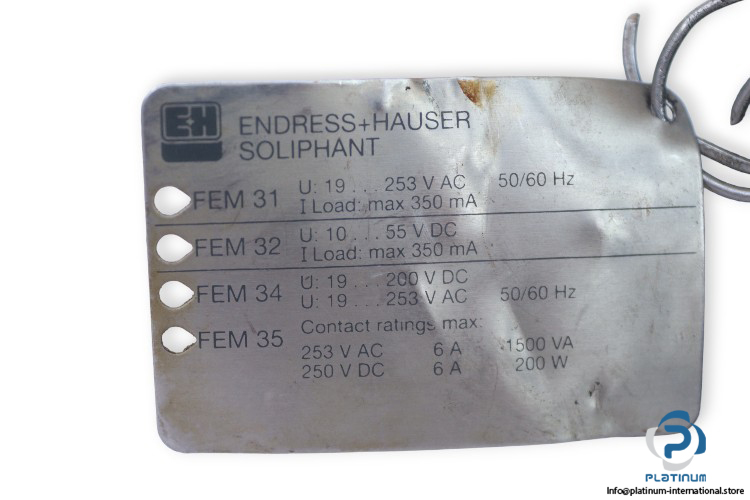 E+H
ENDRESS+HAUSER
SOLIPHANT
FEM 31 U: 19 ... 253 V AC 50/60 Hz
I Load: max 350 mA
FEM 32 U: 10 ... 55 V DC
I Load: max 350 mA
FEM 34 U: 19 ... 200 V DC
U: 19 ... 253 V AC 50/60 Hz
FEM 35 Contact ratings max:
253 V AC 6 A 1500 VA
250 V DC 6 A 200 W
PLATINUM
Info@platinum-international.store